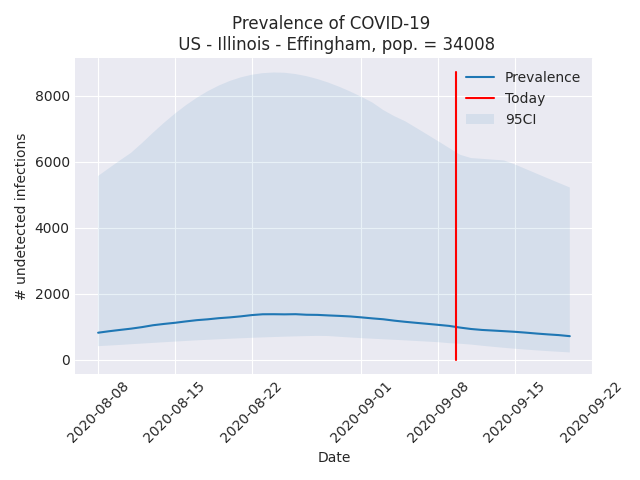 Prevalence of COVID-19
US - Illinois - Effingham, pop. = 34008
Prevalence
Today
95CI
8000
6000
4000
2000
0
# undetected infections
2020-08-08
2020-08-15
2020-08-22
2020-09-01
2020-09-08
2020-09-15
2020-09-22
Date